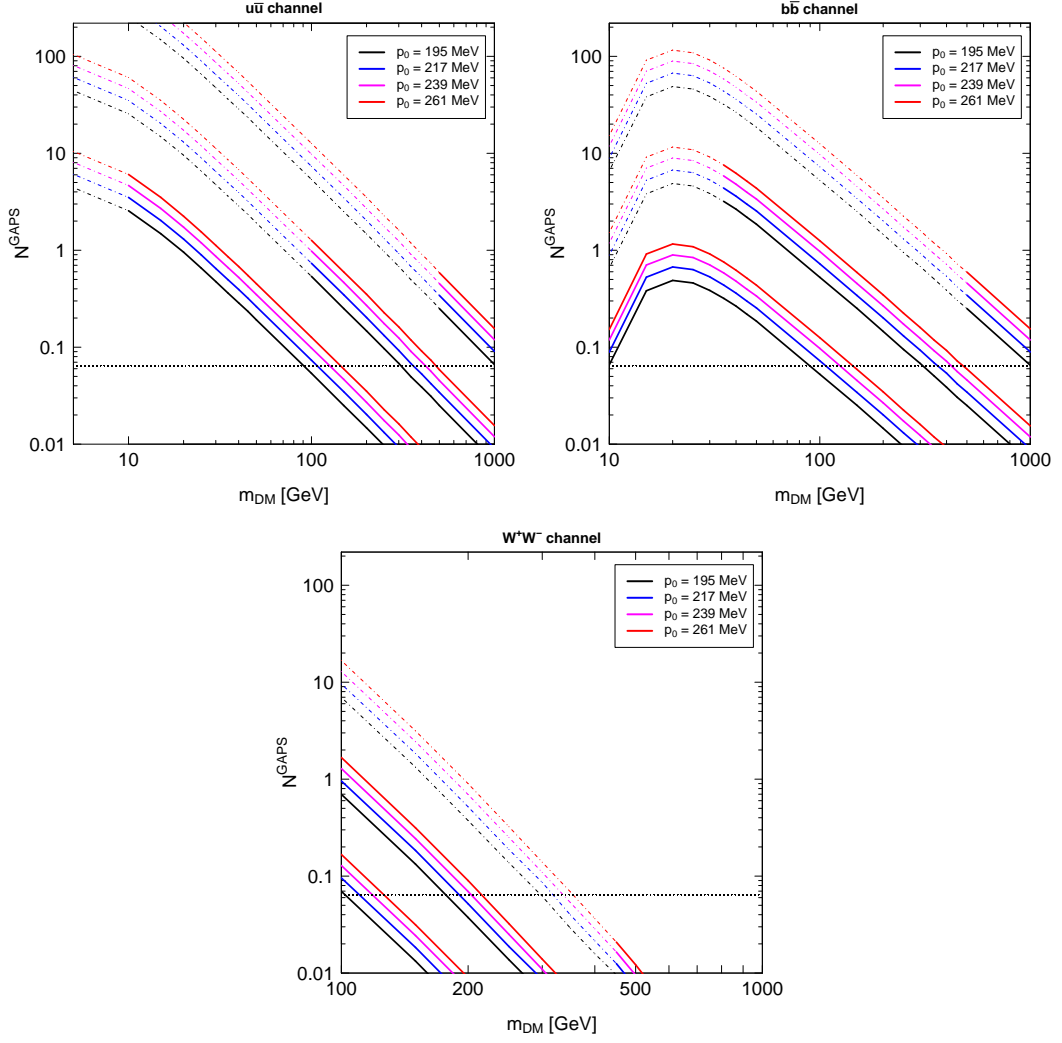 uū channel
p₀ = 195 MeV
p₀ = 217 MeV
p₀ = 239 MeV
p₀ = 261 MeV
100
10
1
0.1
0.01
N^GAPS
10
100
1000
m_DM [GeV]
bb̄ channel
p₀ = 195 MeV
p₀ = 217 MeV
p₀ = 239 MeV
p₀ = 261 MeV
100
10
1
0.1
0.01
N^GAPS
10
100
1000
m_DM [GeV]
W⁺W⁻ channel
p₀ = 195 MeV
p₀ = 217 MeV
p₀ = 239 MeV
p₀ = 261 MeV
100
10
1
0.1
0.01
N^GAPS
100
200
500
1000
m_DM [GeV]